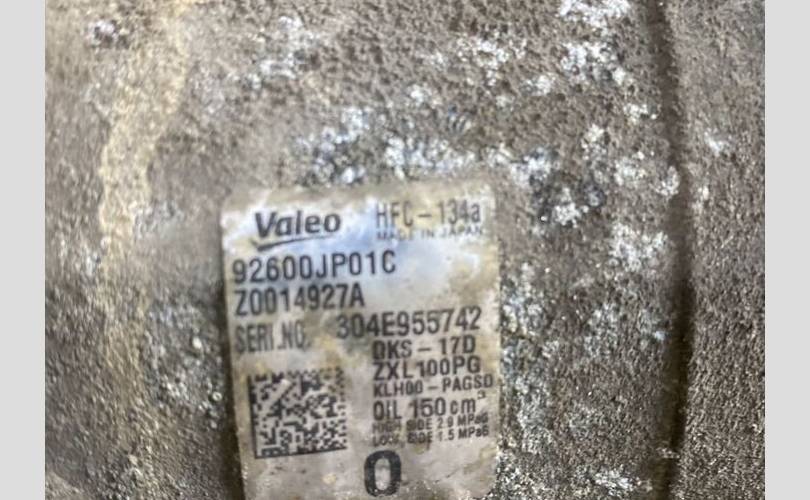 Valeo HFC-134a
MADE IN JAPAN
92600JP01C
Z0014927A
SERI.NO. 304E955742
DKS-17D
ZXL100PG
KLH00-PAGSD
OIL 150cm³
HIGH SIDE 2.9 MPaG
LOW SIDE 1.5 MPaG
0